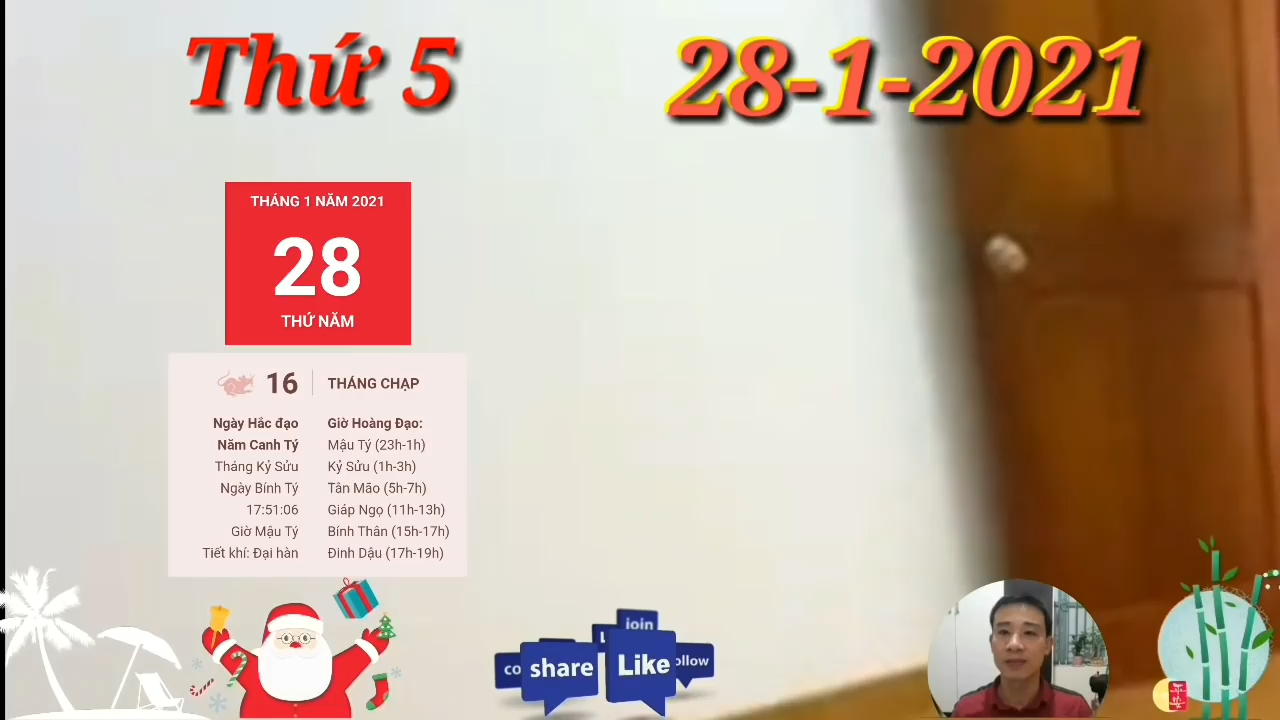 Thứ 5
28-1-2021
THÁNG 1 NĂM 2021
28
THỨ NĂM
16
THÁNG CHẠP
Ngày Hắc đạo
Năm Canh Tý
Tháng Kỷ Sửu
Ngày Bính Tý
17:51:06
Giờ Mậu Tý
Tiết khí: Đại hàn
Giờ Hoàng Đạo:
Mậu Tý (23h-1h)
Kỷ Sửu (1h-3h)
Tân Mão (5h-7h)
Giáp Ngọ (11h-13h)
Bính Thân (15h-17h)
Đinh Dậu (17h-19h)
join
co
share
L
Like
ollow